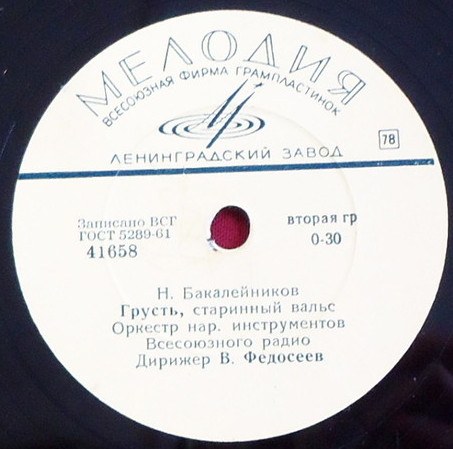 МЕЛОДИЯ
ВСЕСОЮЗНАЯ ФИРМА ГРАМПЛАСТИНОК
ЛЕНИНГРАДСКИЙ ЗАВОД
78
Записано ВСГ
ГОСТ 5289-61
41658
вторая гр
0-30
Н. Бакалейников
Грусть, старинный вальс
Оркестр нар. инструментов
Всесоюзного радио
Дирижер В. Федосеев